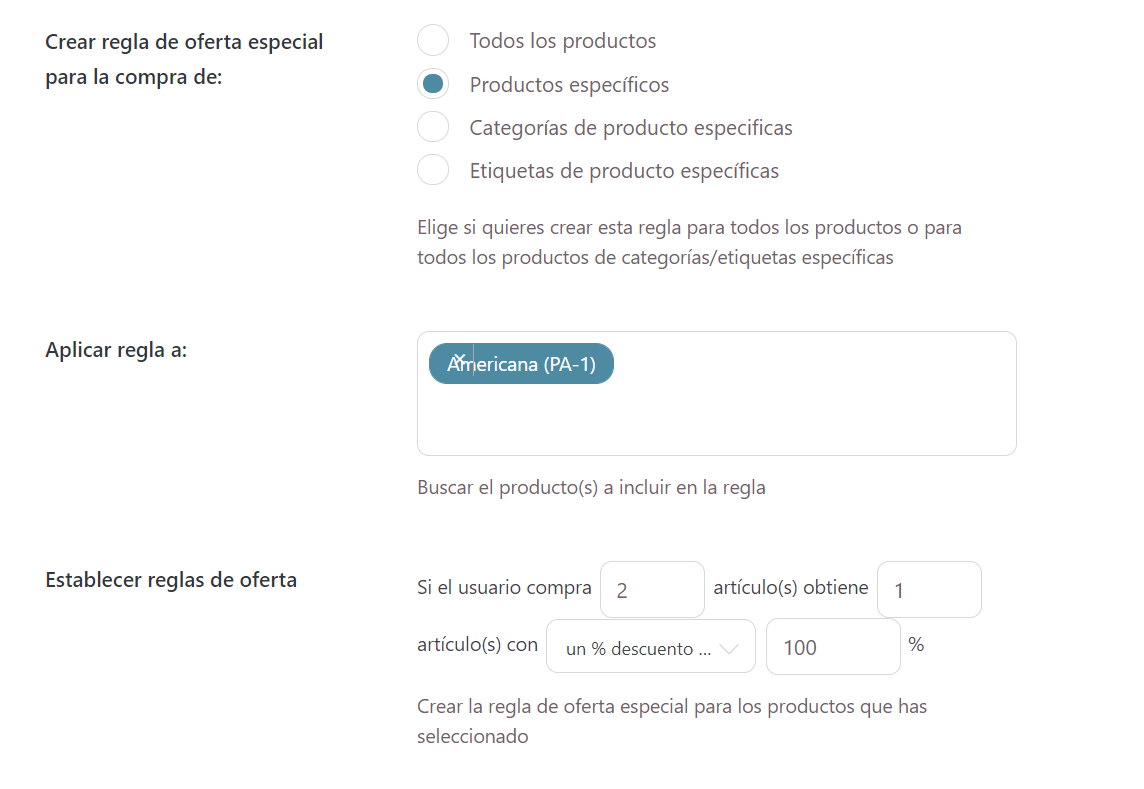 Crear regla de oferta especial
para la compra de:
Todos los productos
Productos específicos
Categorías de producto especificas
Etiquetas de producto específicas
Elige si quieres crear esta regla para todos los productos o para
todos los productos de categorías/etiquetas específicas
Aplicar regla a:
Americana (PA-1)
Buscar el producto(s) a incluir en la regla
Establecer reglas de oferta
Si el usuario compra 2 artículo(s) obtiene 1
artículo(s) con un % descuento ... 100 %
Crear la regla de oferta especial para los productos que has
seleccionado